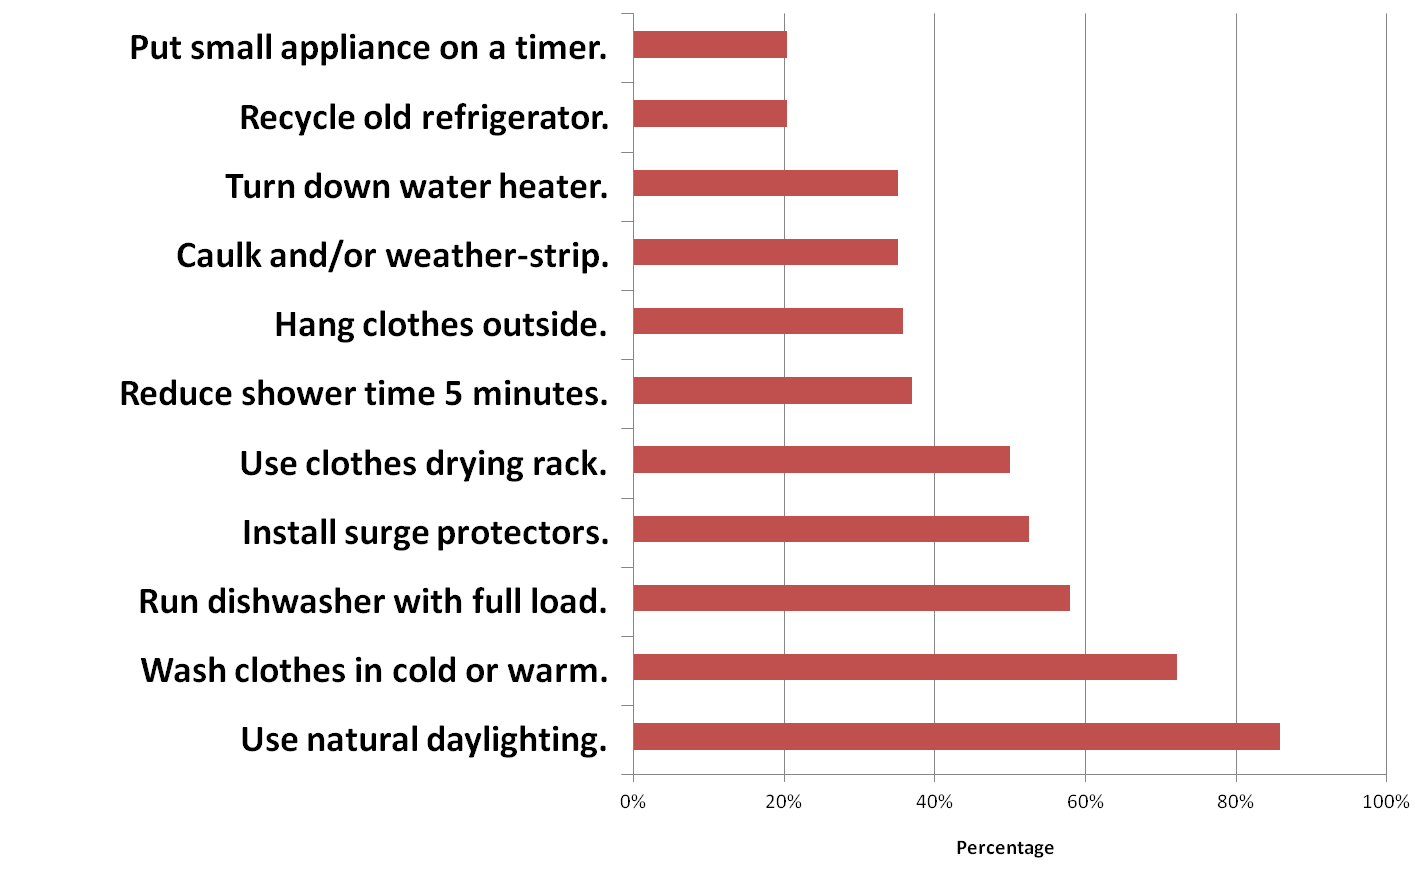 Put small appliance on a timer.
Recycle old refrigerator.
Turn down water heater.
Caulk and/or weather-strip.
Hang clothes outside.
Reduce shower time 5 minutes.
Use clothes drying rack.
Install surge protectors.
Run dishwasher with full load.
Wash clothes in cold or warm.
Use natural daylighting.
0% 20% 40% 60% 80% 100%
Percentage